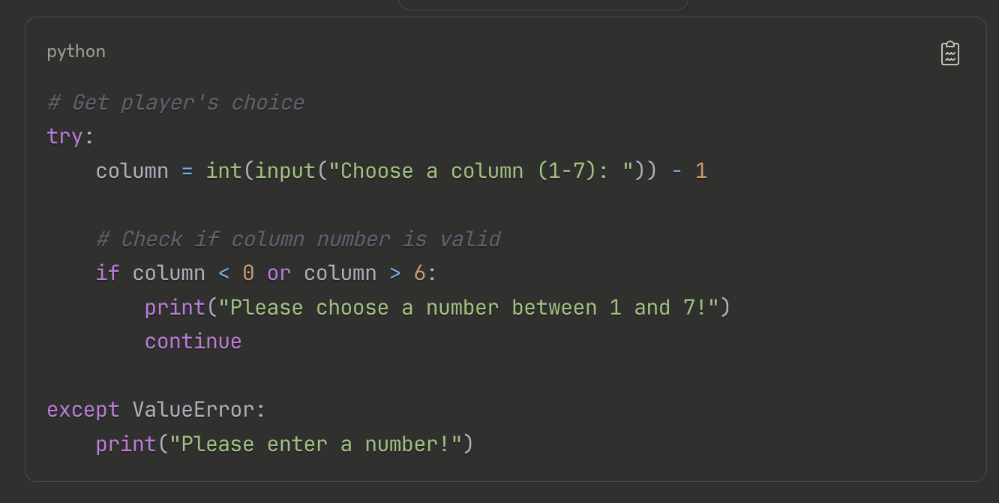 python
# Get player's choice
try:
    column = int(input("Choose a column (1-7): ")) - 1
    # Check if column number is valid
    if column < 0 or column > 6:
        print("Please choose a number between 1 and 7!")
        continue
except ValueError:
    print("Please enter a number!")